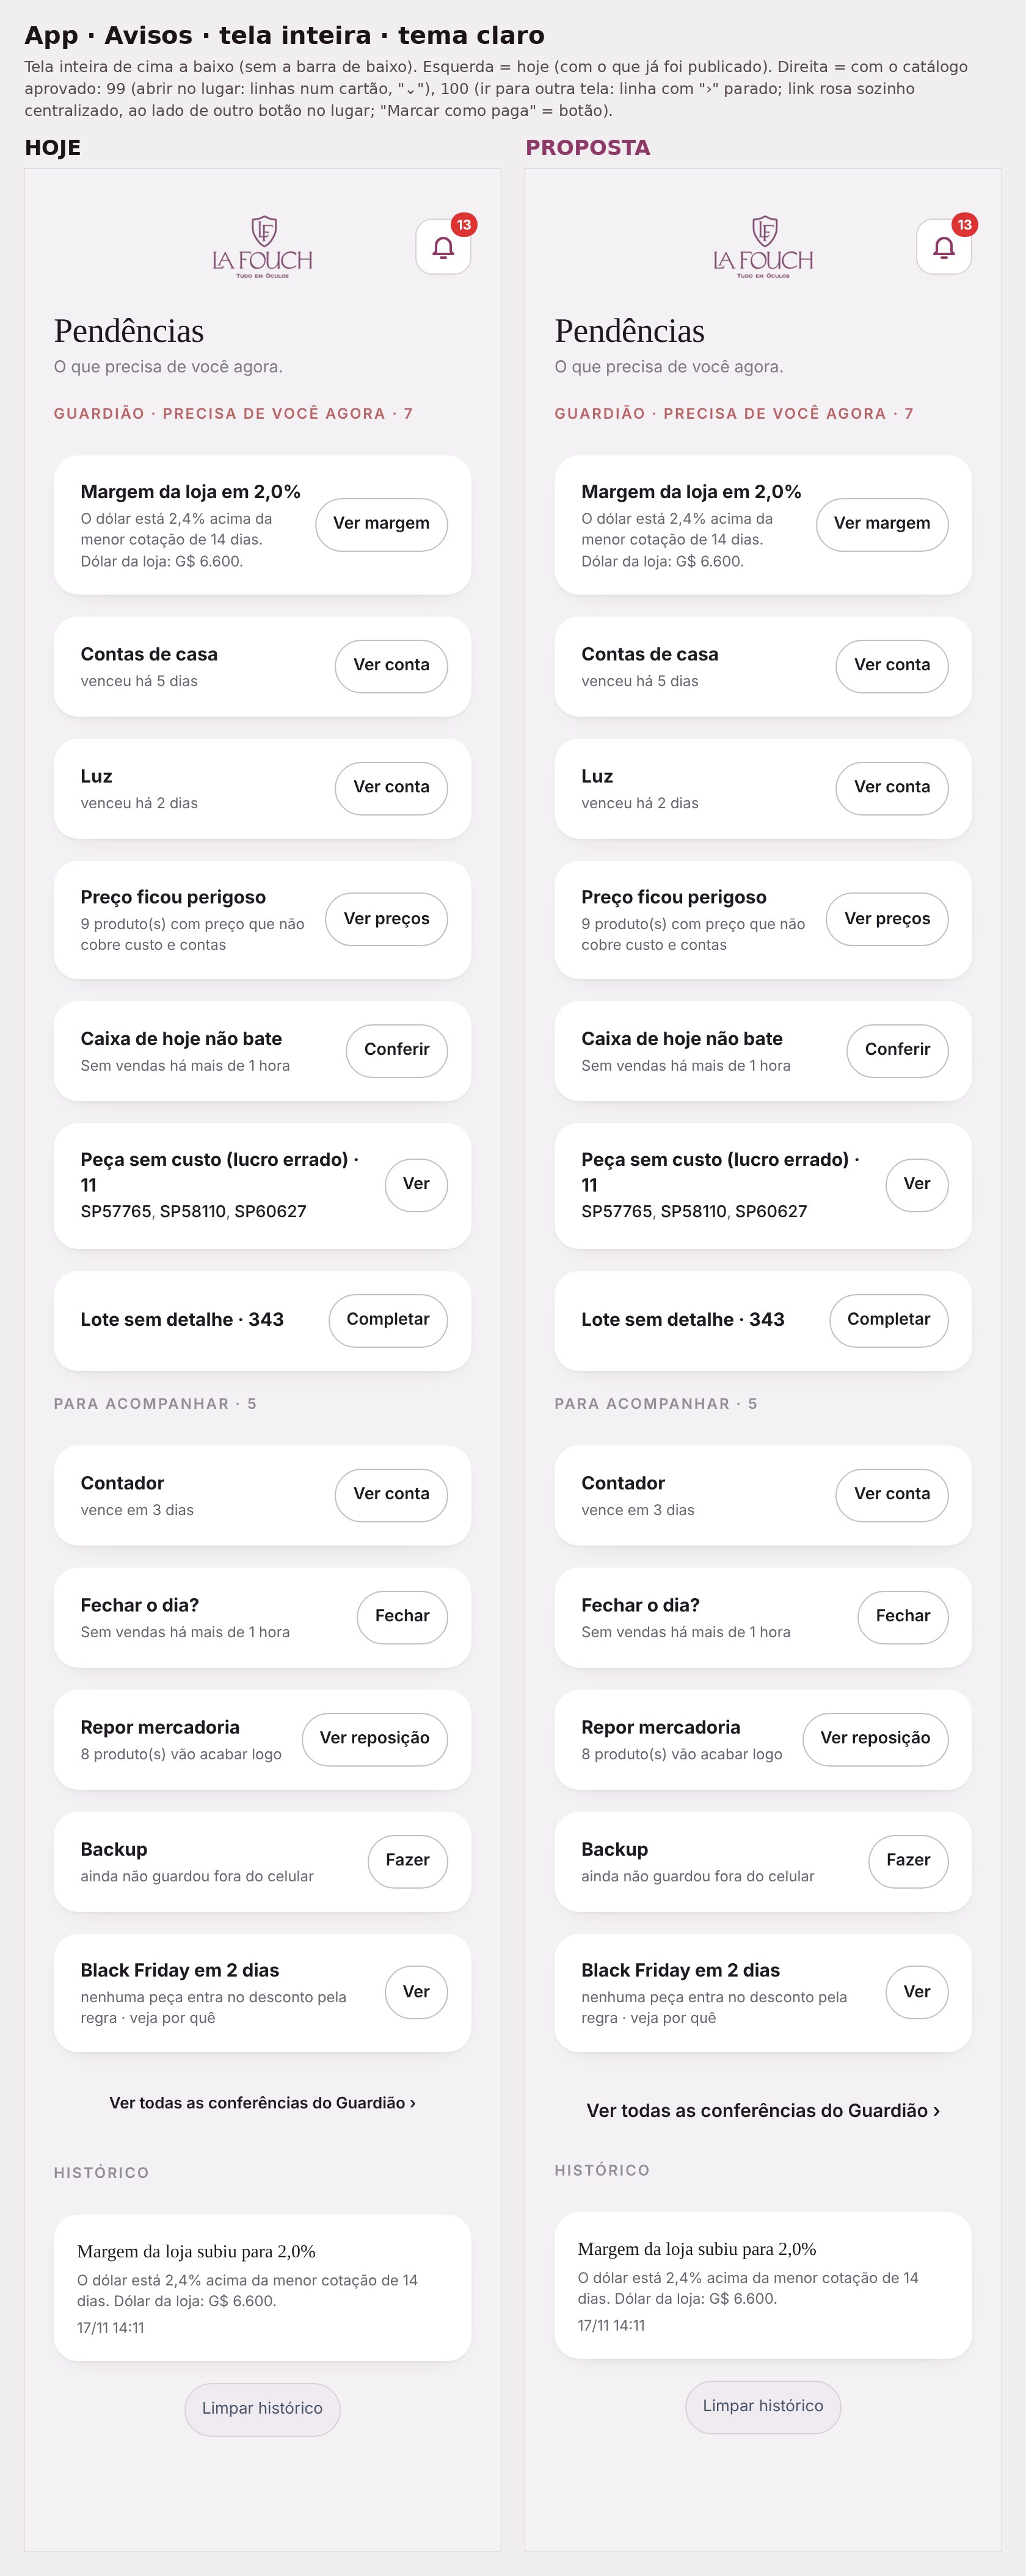 App · Avisos · tela inteira · tema claro
Tela inteira de cima a baixo (sem a barra de baixo). Esquerda = hoje (com o que já foi publicado). Direita = com o catálogo
aprovado: 99 (abrir no lugar: linhas num cartão, "⌄"), 100 (ir para outra tela: linha com "›" parado; link rosa sozinho
centralizado, ao lado de outro botão no lugar; "Marcar como paga" = botão).
HOJE
LF
LA FOUCH
TUDO EM ÓCULOS
13
Pendências
O que precisa de você agora.
GUARDIÃO · PRECISA DE VOCÊ AGORA · 7
Margem da loja em 2,0%
O dólar está 2,4% acima da
menor cotação de 14 dias.
Dólar da loja: G$ 6.600.
Ver margem
Contas de casa
venceu há 5 dias
Ver conta
Luz
venceu há 2 dias
Ver conta
Preço ficou perigoso
9 produto(s) com preço que não
cobre custo e contas
Ver preços
Caixa de hoje não bate
Sem vendas há mais de 1 hora
Conferir
Peça sem custo (lucro errado) ·
11
SP57765, SP58110, SP60627
Ver
Lote sem detalhe · 343
Completar
PARA ACOMPANHAR · 5
Contador
vence em 3 dias
Ver conta
Fechar o dia?
Sem vendas há mais de 1 hora
Fechar
Repor mercadoria
8 produto(s) vão acabar logo
Ver reposição
Backup
ainda não guardou fora do celular
Fazer
Black Friday em 2 dias
nenhuma peça entra no desconto pela
regra · veja por quê
Ver
Ver todas as conferências do Guardião ›
HISTÓRICO
Margem da loja subiu para 2,0%
O dólar está 2,4% acima da menor cotação de 14
dias. Dólar da loja: G$ 6.600.
17/11 14:11
Limpar histórico
PROPOSTA
LF
LA FOUCH
TUDO EM ÓCULOS
13
Pendências
O que precisa de você agora.
GUARDIÃO · PRECISA DE VOCÊ AGORA · 7
Margem da loja em 2,0%
O dólar está 2,4% acima da
menor cotação de 14 dias.
Dólar da loja: G$ 6.600.
Ver margem
Contas de casa
venceu há 5 dias
Ver conta
Luz
venceu há 2 dias
Ver conta
Preço ficou perigoso
9 produto(s) com preço que não
cobre custo e contas
Ver preços
Caixa de hoje não bate
Sem vendas há mais de 1 hora
Conferir
Peça sem custo (lucro errado) ·
11
SP57765, SP58110, SP60627
Ver
Lote sem detalhe · 343
Completar
PARA ACOMPANHAR · 5
Contador
vence em 3 dias
Ver conta
Fechar o dia?
Sem vendas há mais de 1 hora
Fechar
Repor mercadoria
8 produto(s) vão acabar logo
Ver reposição
Backup
ainda não guardou fora do celular
Fazer
Black Friday em 2 dias
nenhuma peça entra no desconto pela
regra · veja por quê
Ver
Ver todas as conferências do Guardião ›
HISTÓRICO
Margem da loja subiu para 2,0%
O dólar está 2,4% acima da menor cotação de 14
dias. Dólar da loja: G$ 6.600.
17/11 14:11
Limpar histórico